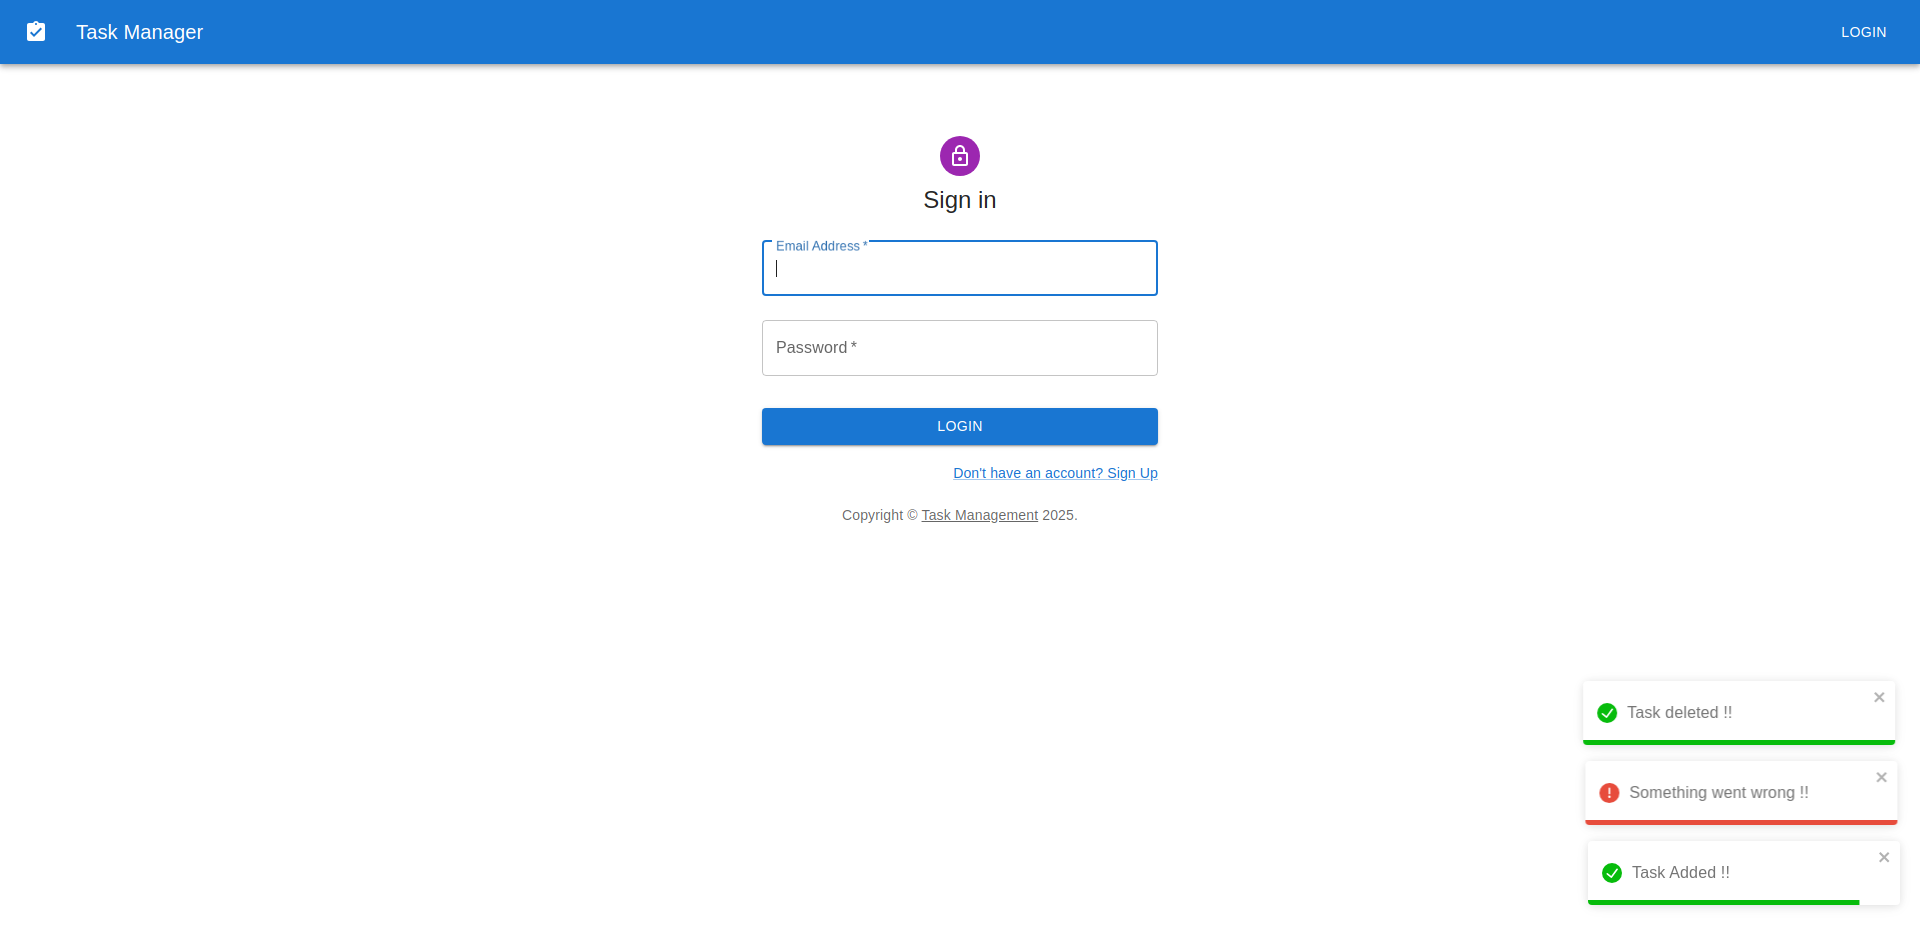 Task Manager
LOGIN
Sign in
Email Address *
Password *
LOGIN
Don't have an account? Sign Up
Copyright © Task Management 2025.
Task deleted !!
Something went wrong !!
Task Added !!